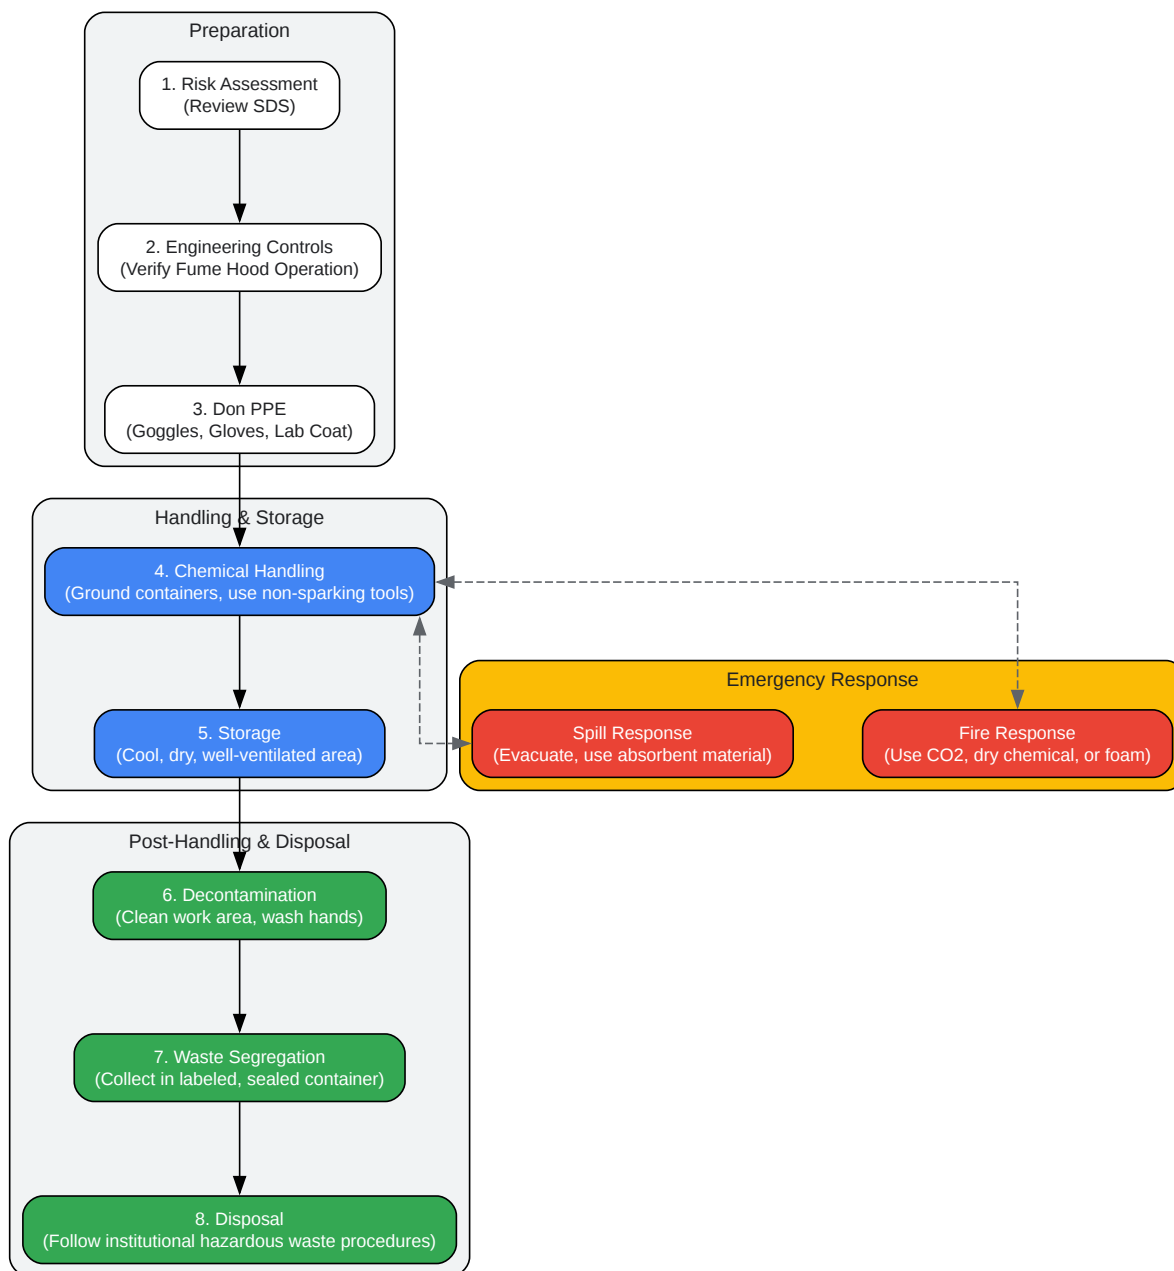 Preparation
1. Risk Assessment
(Review SDS)
2. Engineering Controls
(Verify Fume Hood Operation)
3. Don PPE
(Goggles, Gloves, Lab Coat)
Handling & Storage
4. Chemical Handling
(Ground containers, use non-sparking tools)
5. Storage
(Cool, dry, well-ventilated area)
Emergency Response
Spill Response
(Evacuate, use absorbent material)
Fire Response
(Use CO2, dry chemical, or foam)
Post-Handling & Disposal
6. Decontamination
(Clean work area, wash hands)
7. Waste Segregation
(Collect in labeled, sealed container)
8. Disposal
(Follow institutional hazardous waste procedures)